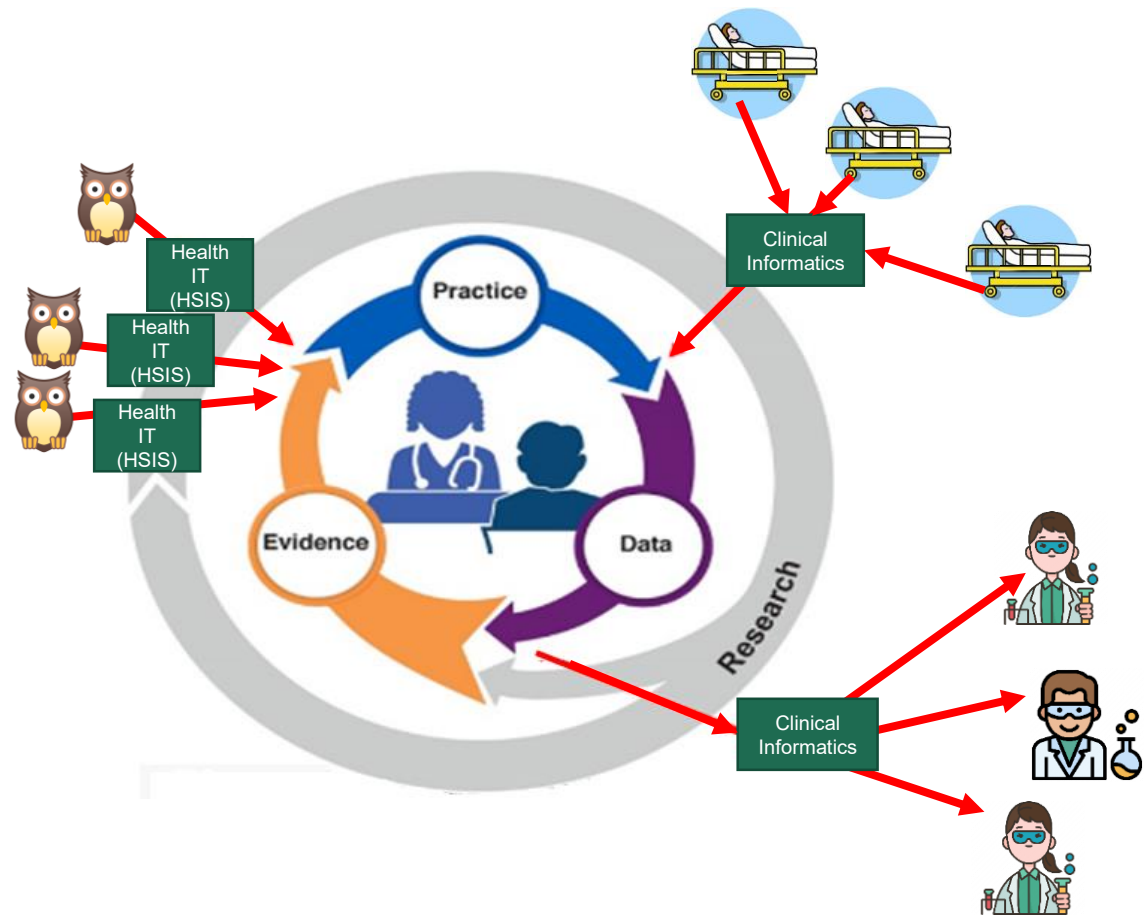 Health
IT
(HSIS)
Health
IT
(HSIS)
Health
IT
(HSIS)
Practice
Clinical
Informatics
Evidence
Data
Research
Clinical
Informatics